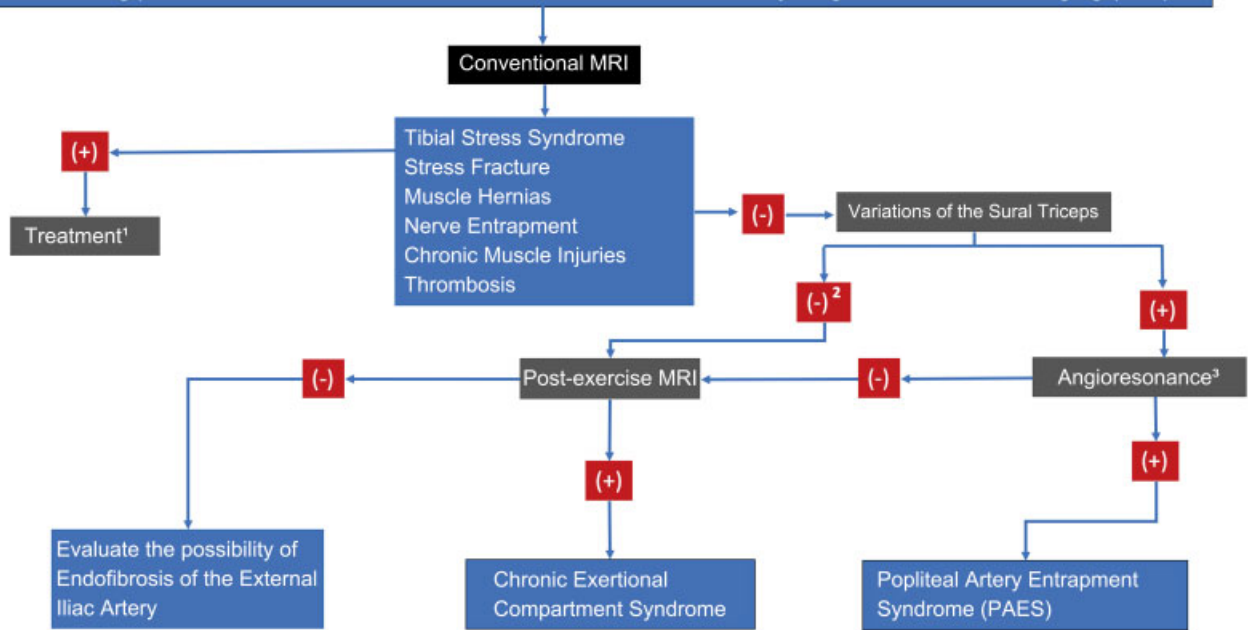 Conventional MRI
Tibial Stress Syndrome
Stress Fracture
Muscle Hernias
Nerve Entrapment
Chronic Muscle Injuries
Thrombosis
(+)
Treatment¹
(-)
Variations of the Sural Triceps
(-)²
(+)
Post-exercise MRI
(-)
(-)
Angioresonance³
(+)
(+)
Evaluate the possibility of
Endofibrosis of the External
Iliac Artery
Chronic Exertional
Compartment Syndrome
Popliteal Artery Entrapment
Syndrome (PAES)